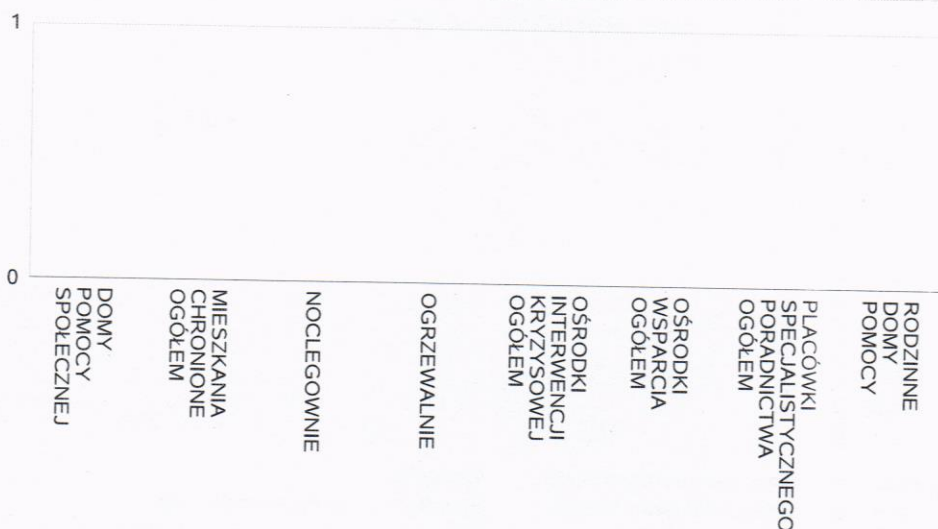 1
0
DOMY
POMOCY
SPOŁECZNEJ
MIESZKANIA
CHRONIONE
OGÓŁEM
NOCLEGOWNIE
OGRZEWALNIE
OŚRODKI
INTERWENCJI
KRYZYSOWEJ
OGÓŁEM
OŚRODKI
WSPARCIA
OGÓŁEM
PLACÓWKI
SPECJALISTYCZNEGO
PORADNICTWA
OGÓŁEM
RODZINNE
DOMY
POMOCY